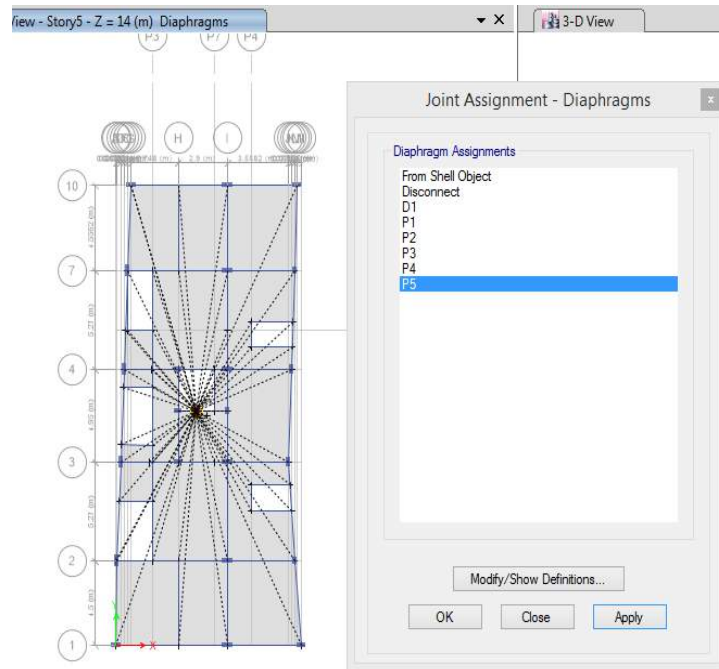 View - Story5 - Z = 14 (m) Diaphragms
3-D View
P3 P7 P4
H I
10
7
4
3
2
1
X
Joint Assignment - Diaphragms
x
Diaphragm Assignments
From Shell Object
Disconnect
D1
P1
P2
P3
P4
P5
Modify/Show Definitions...
OK Close Apply